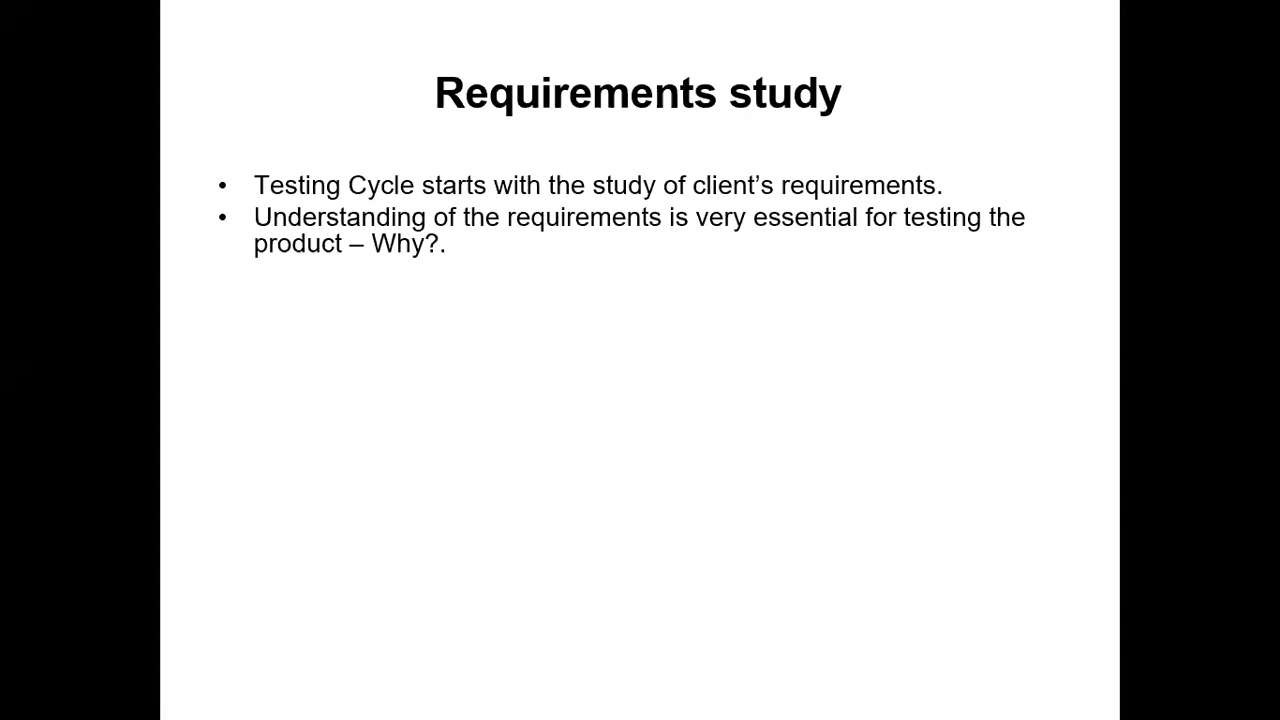 Requirements study
• Testing Cycle starts with the study of client’s requirements.
• Understanding of the requirements is very essential for testing the
product – Why?.